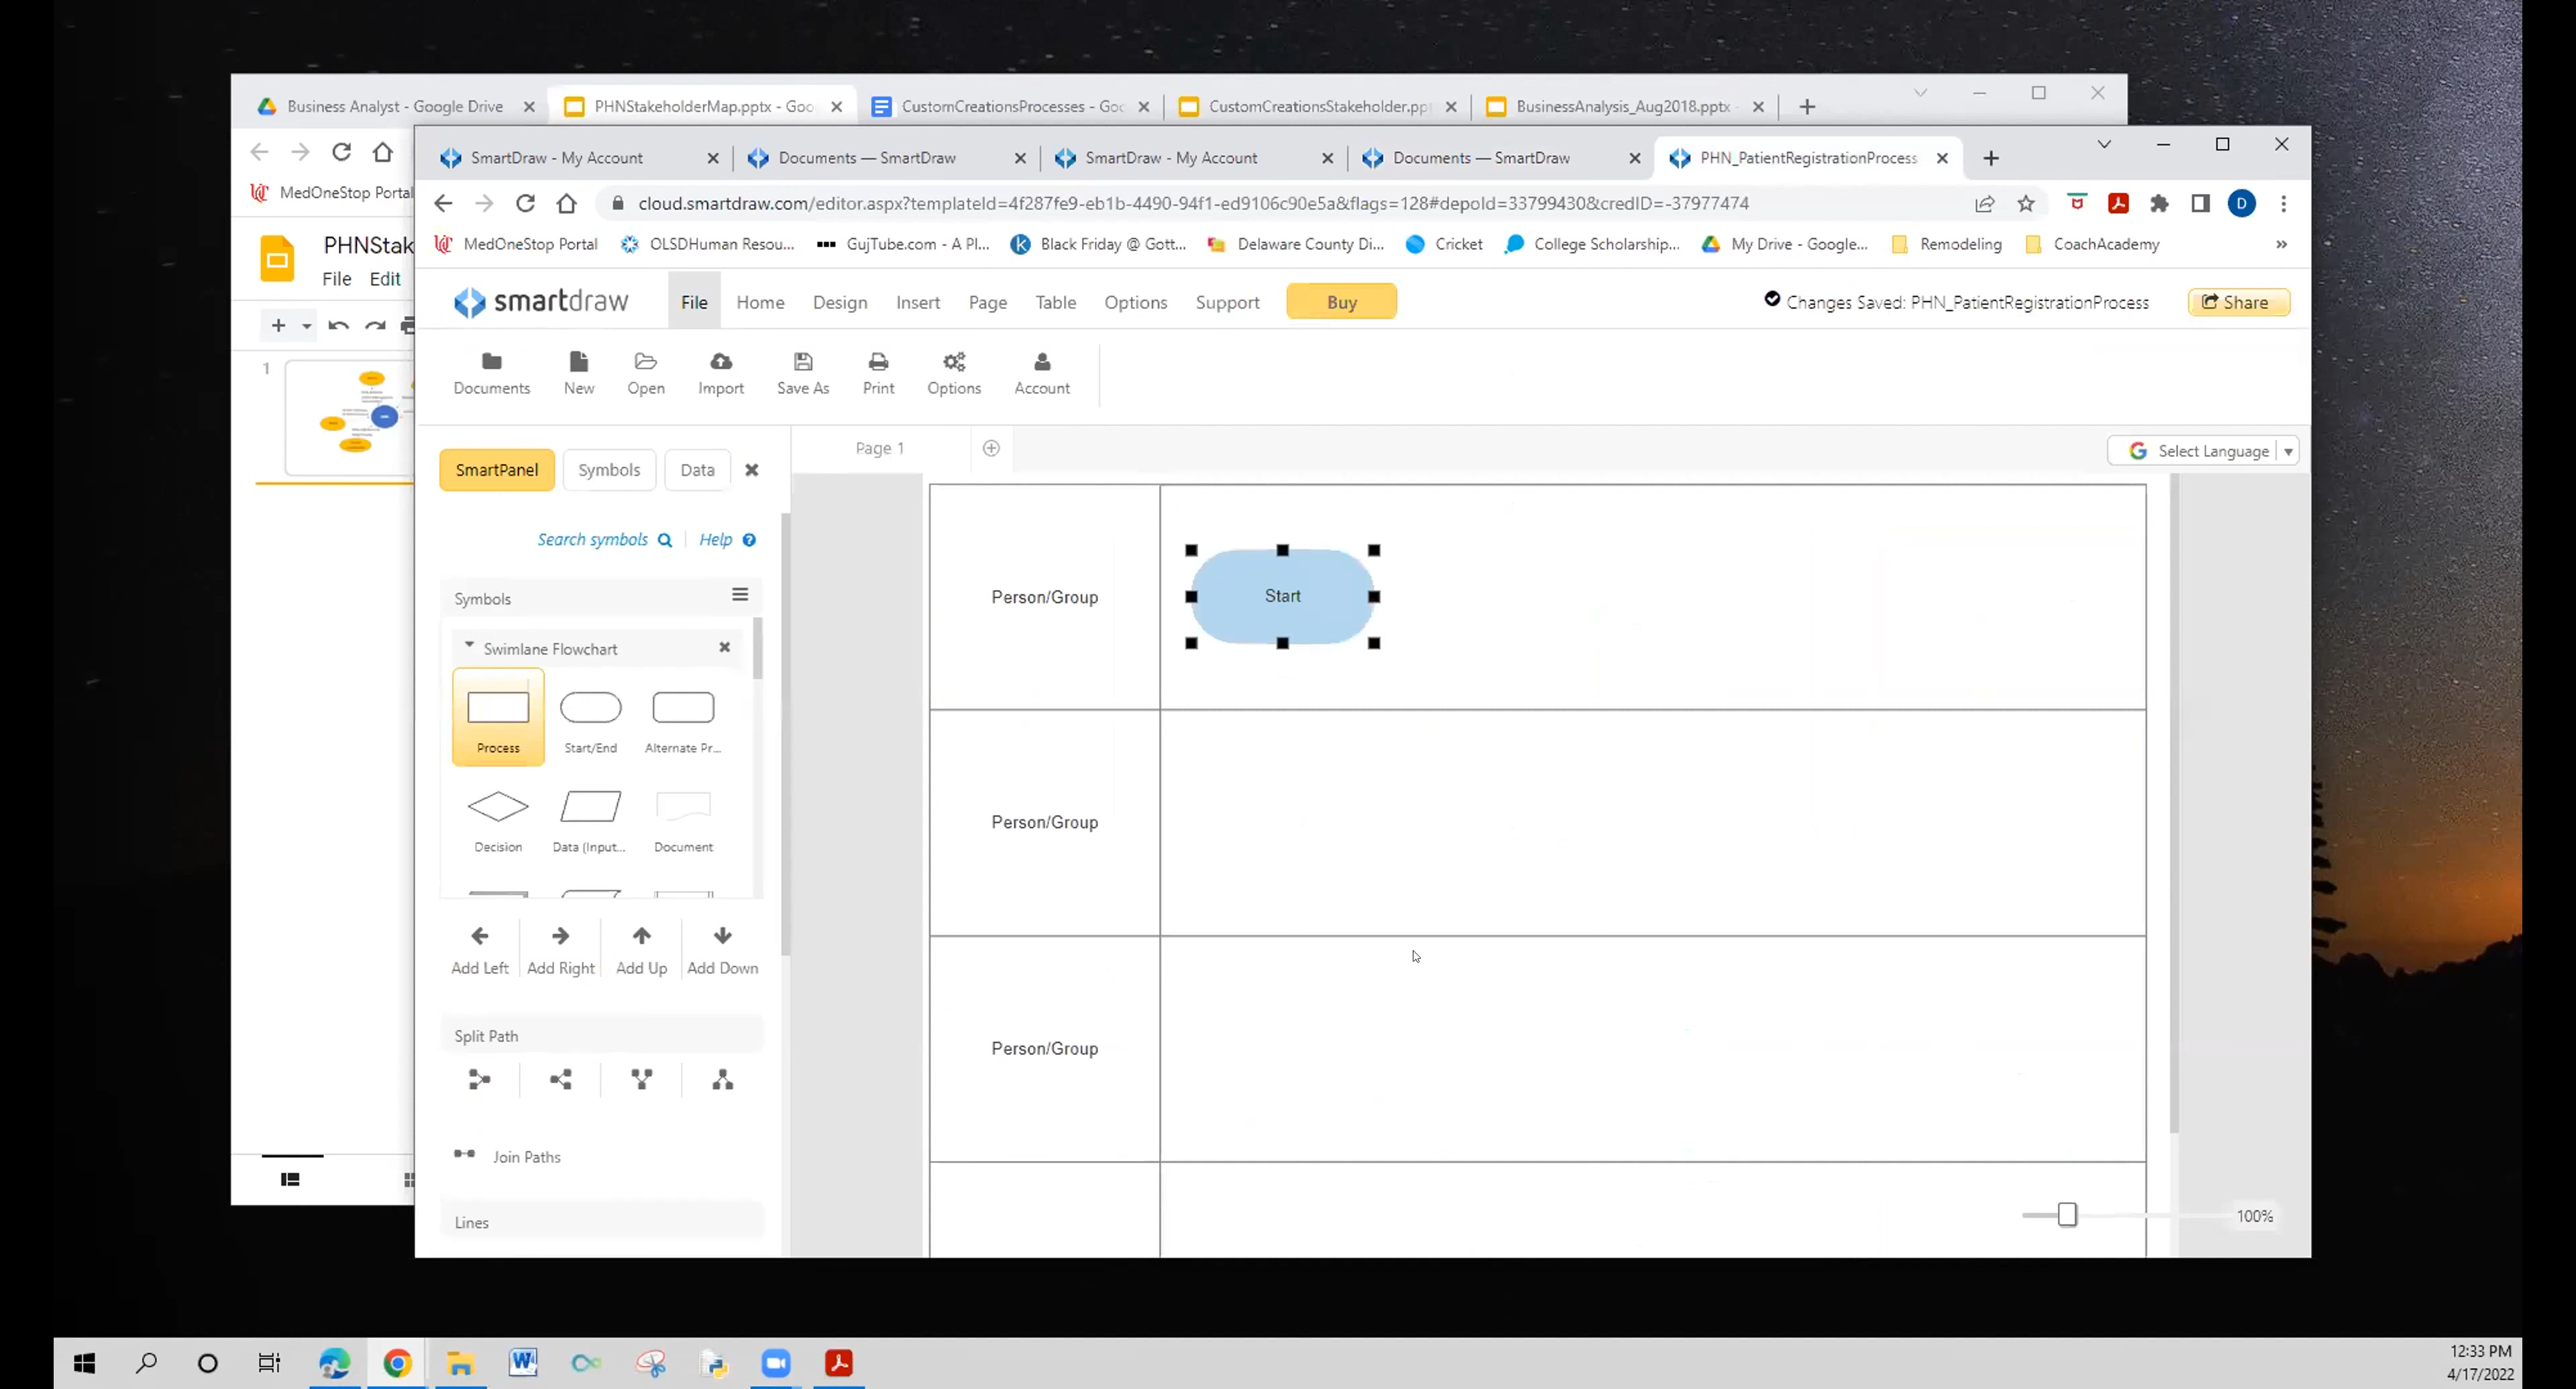 Business Analyst - Google Drive
PHNStakeholderMap.pptx - Goo
CustomCreationsProcesses - Goo
CustomCreationsStakeholder.ppt
BusinessAnalysis_Aug2018.pptx -
SmartDraw - My Account
Documents — SmartDraw
SmartDraw - My Account
Documents — SmartDraw
PHN_PatientRegistrationProcess
cloud.smartdraw.com/editor.aspx?templateId=4f287fe9-eb1b-4490-94f1-ed9106c90e5a&flags=128#depoId=33799430&credID=-37977474
D
MedOneStop Portal
MedOneStop Portal
OLSDHuman Resou...
GujTube.com - A Pl...
Black Friday @ Gott...
Delaware County Di...
Cricket
College Scholarship...
My Drive - Google...
Remodeling
CoachAcademy
»
PHNStak
File Edit
1
smartdraw
File Home Design Insert Page Table Options Support
Buy
Changes Saved: PHN_PatientRegistrationProcess
Share
Documents New Open Import Save As Print Options Account
SmartPanel Symbols Data
Page 1
Select Language
Search symbols Help
Symbols
Swimlane Flowchart
Process Start/End Alternate Pr...
Decision Data (Input... Document
Add Left Add Right Add Up Add Down
Split Path
Join Paths
Lines
Person/Group
Start
Person/Group
Person/Group
100%
12:33 PM
4/17/2022